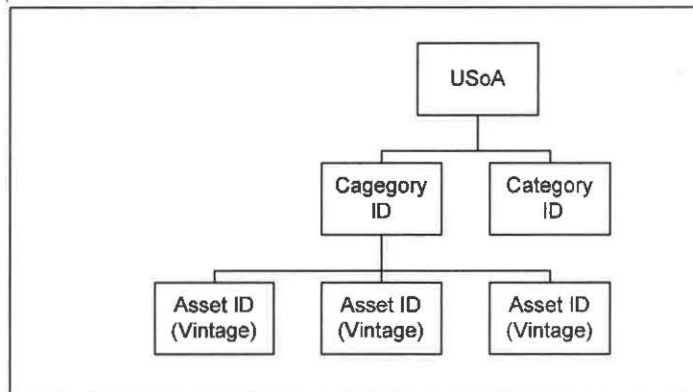 USoA
Cagegory
ID
Category
ID
Asset ID
(Vintage)
Asset ID
(Vintage)
Asset ID
(Vintage)